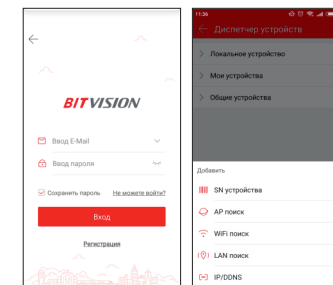 BITVISION
Ввод E-Mail
Ввод пароля
Сохранить пароль Не можете войти?
Вход
Регистрация
11:36
Диспетчер устройств
Локальное устройство
Мои устройства
Общие устройства
Добавить
SN устройства
AP поиск
WiFi поиск
LAN поиск
IP/DDNS